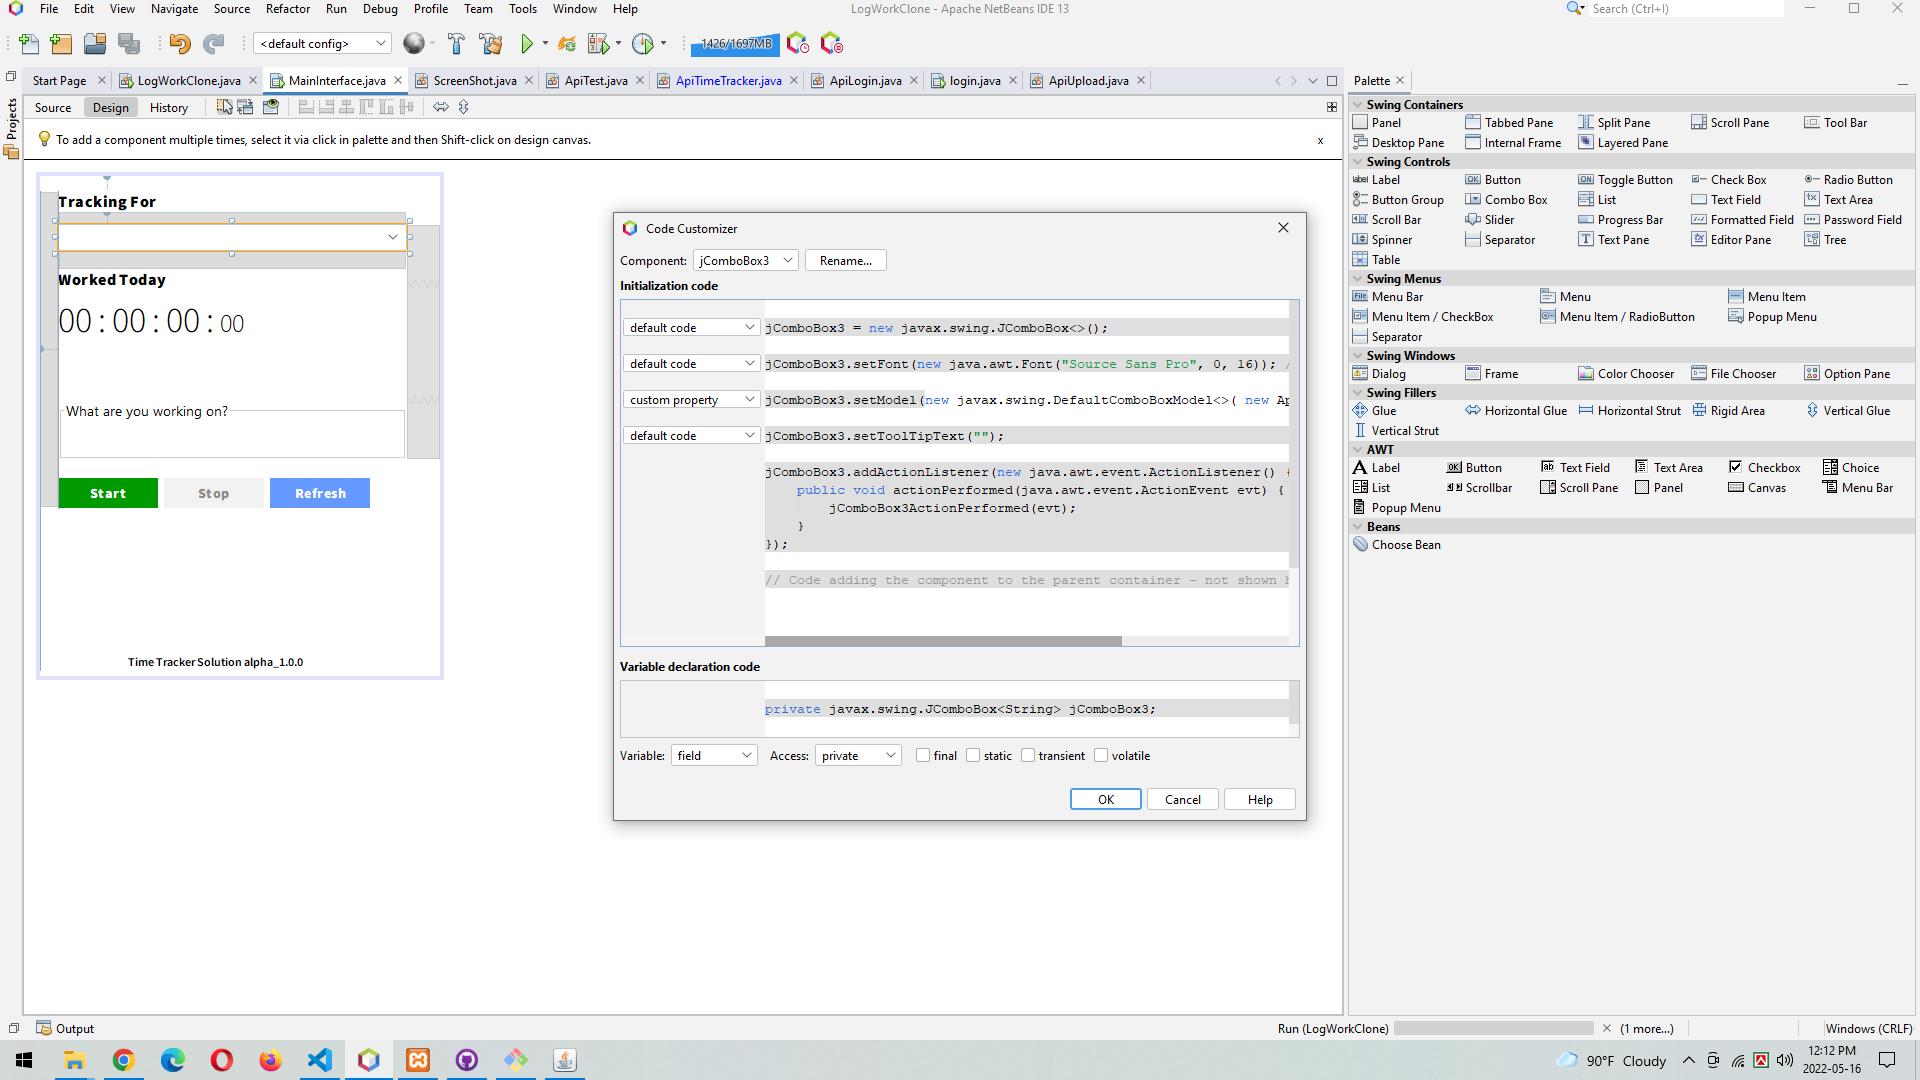 File Edit View Navigate Source Refactor Run Debug Profile Team Tools Window Help
LogWorkClone - Apache NetBeans IDE 13
Search (Ctrl+I)
<default config>
1426/1697MB
Start Page
LogWorkClone.java
MainInterface.java
ScreenShot.java
ApiTest.java
ApiTimeTracker.java
ApiLogin.java
login.java
ApiUpload.java
Source Design History
Projects
To add a component multiple times, select it via click in palette and then Shift-click on design canvas.
x
Tracking For
Worked Today
00 : 00 : 00 : 00
What are you working on?
Start Stop Refresh
Time Tracker Solution alpha_1.0.0
Code Customizer
Component: jComboBox3 Rename...
Initialization code
default code jComboBox3 = new javax.swing.JComboBox<>();
default code jComboBox3.setFont(new java.awt.Font("Source Sans Pro", 0, 16)); /
custom property jComboBox3.setModel(new javax.swing.DefaultComboBoxModel<>( new Ap
default code jComboBox3.setToolTipText("");
jComboBox3.addActionListener(new java.awt.event.ActionListener() {
public void actionPerformed(java.awt.event.ActionEvent evt) {
jComboBox3ActionPerformed(evt);
}
});
// Code adding the component to the parent container - not shown h
Variable declaration code
private javax.swing.JComboBox<String> jComboBox3;
Variable: field Access: private final static transient volatile
OK Cancel Help
Palette
Swing Containers
Panel Tabbed Pane Split Pane Scroll Pane Tool Bar
Desktop Pane Internal Frame Layered Pane
Swing Controls
Label Button Toggle Button Check Box Radio Button
Button Group Combo Box List Text Field Text Area
Scroll Bar Slider Progress Bar Formatted Field Password Field
Spinner Separator Text Pane Editor Pane Tree
Table
Swing Menus
Menu Bar Menu Menu Item
Menu Item / CheckBox Menu Item / RadioButton Popup Menu
Separator
Swing Windows
Dialog Frame Color Chooser File Chooser Option Pane
Swing Fillers
Glue Horizontal Glue Horizontal Strut Rigid Area Vertical Glue
Vertical Strut
AWT
Label Button Text Field Text Area Checkbox Choice
List Scrollbar Scroll Pane Panel Canvas Menu Bar
Popup Menu
Beans
Choose Bean
Output
Run (LogWorkClone)
(1 more...)
Windows (CRLF)
90°F Cloudy
12:12 PM
2022-05-16